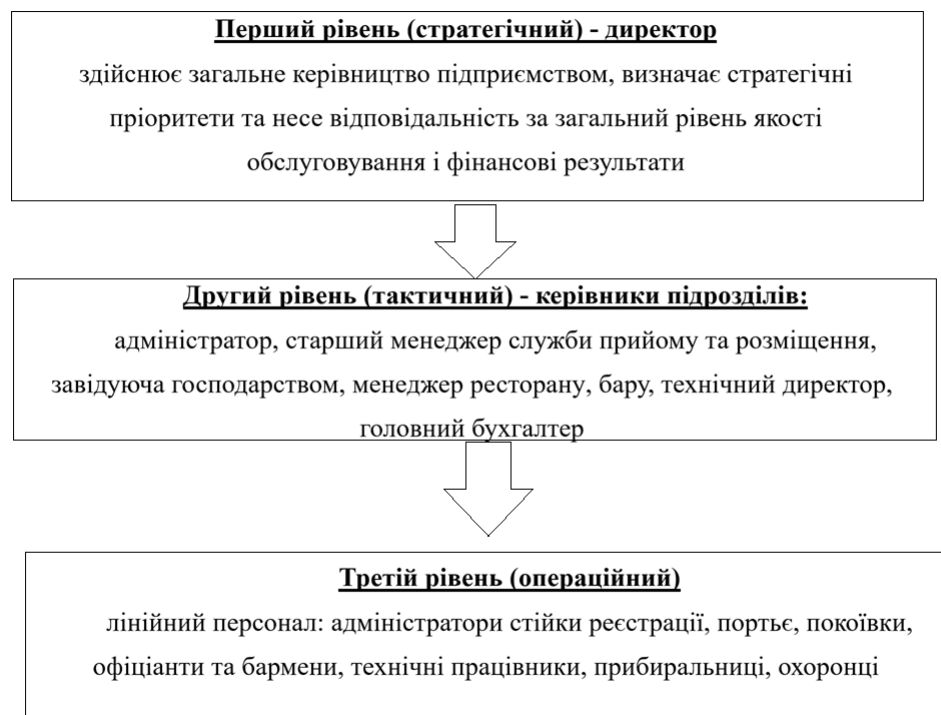 Перший рівень (стратегічний) - директор
здійснює загальне керівництво підприємством, визначає стратегічні
пріоритети та несе відповідальність за загальний рівень якості
обслуговування і фінансові результати
Другий рівень (тактичний) - керівники підрозділів:
адміністратор, старший менеджер служби прийому та розміщення,
завідуюча господарством, менеджер ресторану, бару, технічний директор,
головний бухгалтер
Третій рівень (операційний)
лінійний персонал: адміністратори стійки реєстрації, портьє, покоївки,
офіціанти та бармени, технічні працівники, прибиральниці, охоронці